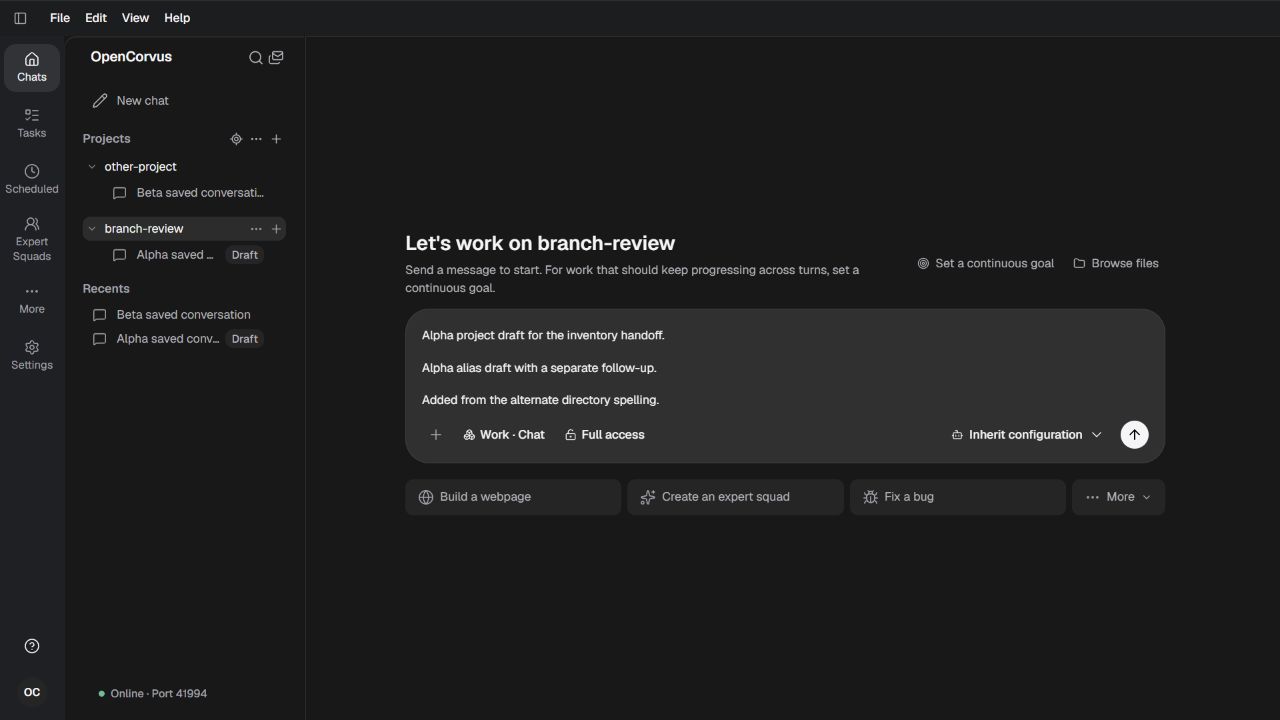 File Edit View Help
Chats
Tasks
Scheduled
Expert
Squads
More
Settings
OC
OpenCorvus
New chat
Projects
other-project
Beta saved conversati...
branch-review
Alpha saved ... Draft
Recents
Beta saved conversation
Alpha saved conv... Draft
Online · Port 41994
Let's work on branch-review
Send a message to start. For work that should keep progressing across turns, set a
continuous goal.
Set a continuous goal Browse files
Alpha project draft for the inventory handoff.
Alpha alias draft with a separate follow-up.
Added from the alternate directory spelling.
Work · Chat Full access Inherit configuration
Build a webpage Create an expert squad Fix a bug More